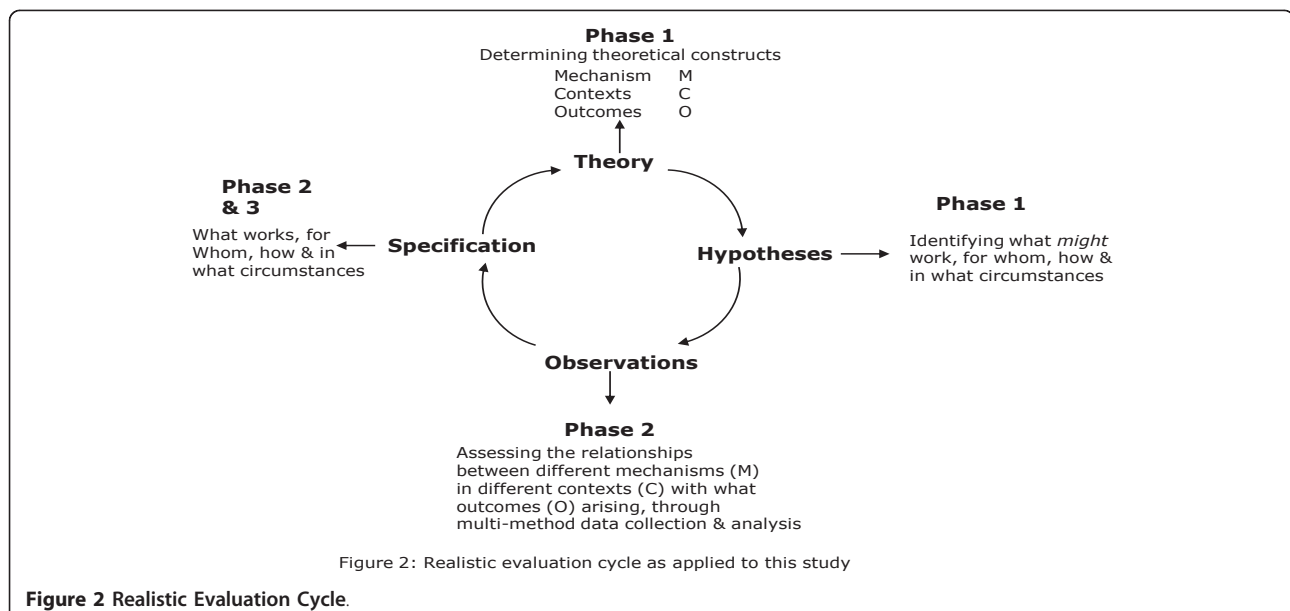 Phase 1
Determining theoretical constructs
Mechanism M
Contexts C
Outcomes O
Theory
Phase 2
& 3
What works, for
Whom, how & in
what circumstances
Specification
Hypotheses
Phase 1
Identifying what might
work, for whom, how &
in what circumstances
Observations
Phase 2
Assessing the relationships
between different mechanisms (M)
in different contexts (C) with what
outcomes (O) arising, through
multi-method data collection & analysis
Figure 2: Realistic evaluation cycle as applied to this study
Figure 2 Realistic Evaluation Cycle.